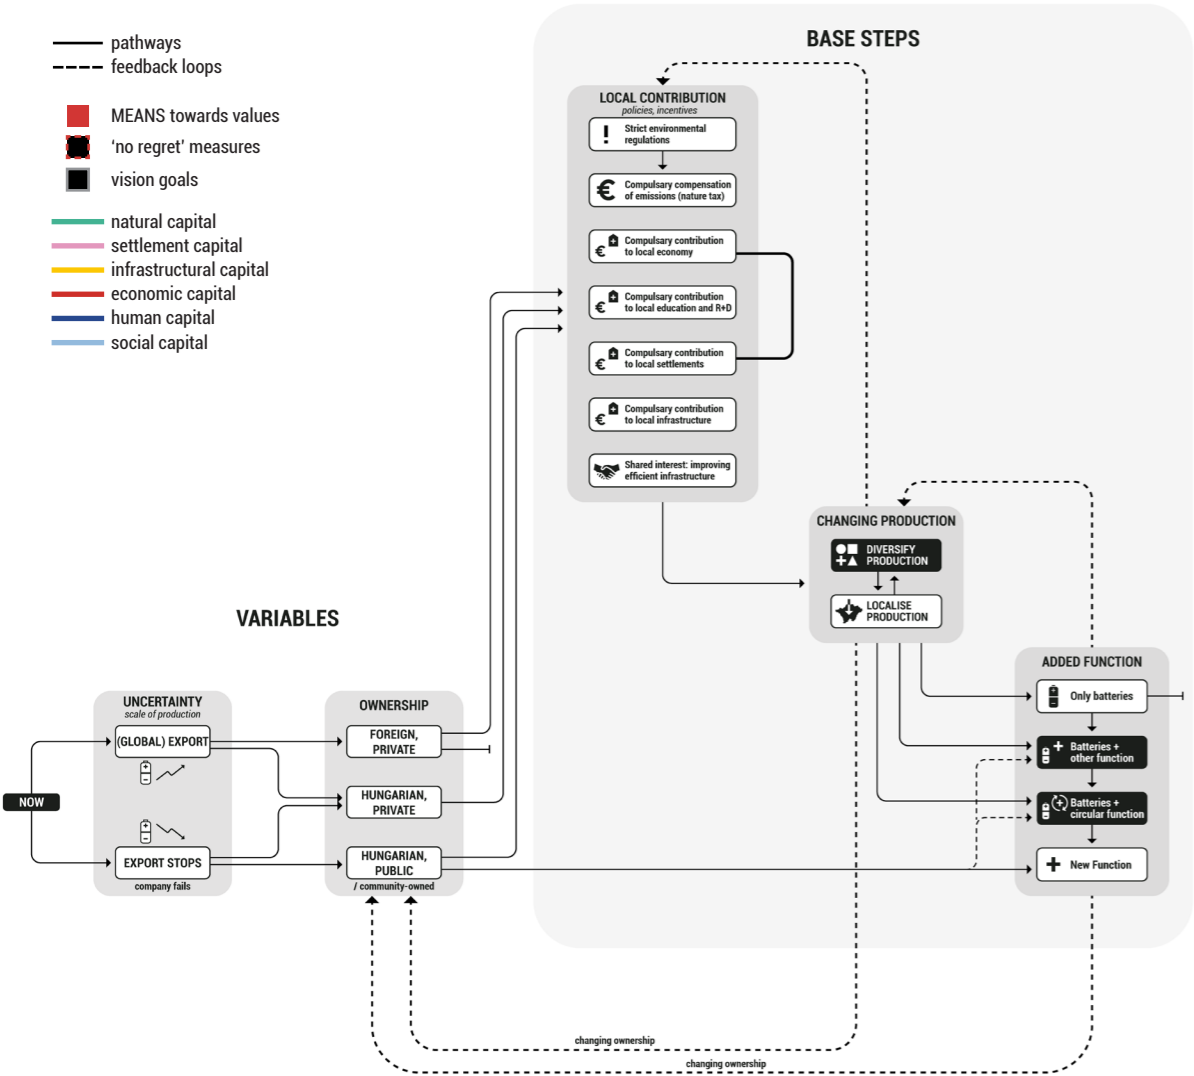 pathways
feedback loops
MEANS towards values
'no regret' measures
vision goals
natural capital
settlement capital
infrastructural capital
economic capital
human capital
social capital
BASE STEPS
LOCAL CONTRIBUTION
policies, incentives
!
Strict environmental
regulations
€
Compulsary compensation
of emissions (nature tax)
€
Compulsary contribution
to local economy
€
Compulsary contribution
to local education and R+D
€
Compulsary contribution
to local settlements
€
Compulsary contribution
to local infrastructure
Shared interest: improving
efficient infrastructure
CHANGING PRODUCTION
DIVERSIFY
PRODUCTION
LOCALISE
PRODUCTION
ADDED FUNCTION
Only batteries
Batteries +
other function
Batteries +
circular function
New Function
VARIABLES
UNCERTAINTY
scale of production
(GLOBAL) EXPORT
EXPORT STOPS
company fails
OWNERSHIP
FOREIGN,
PRIVATE
HUNGARIAN,
PRIVATE
HUNGARIAN,
PUBLIC
/ community-owned
NOW
changing ownership
changing ownership